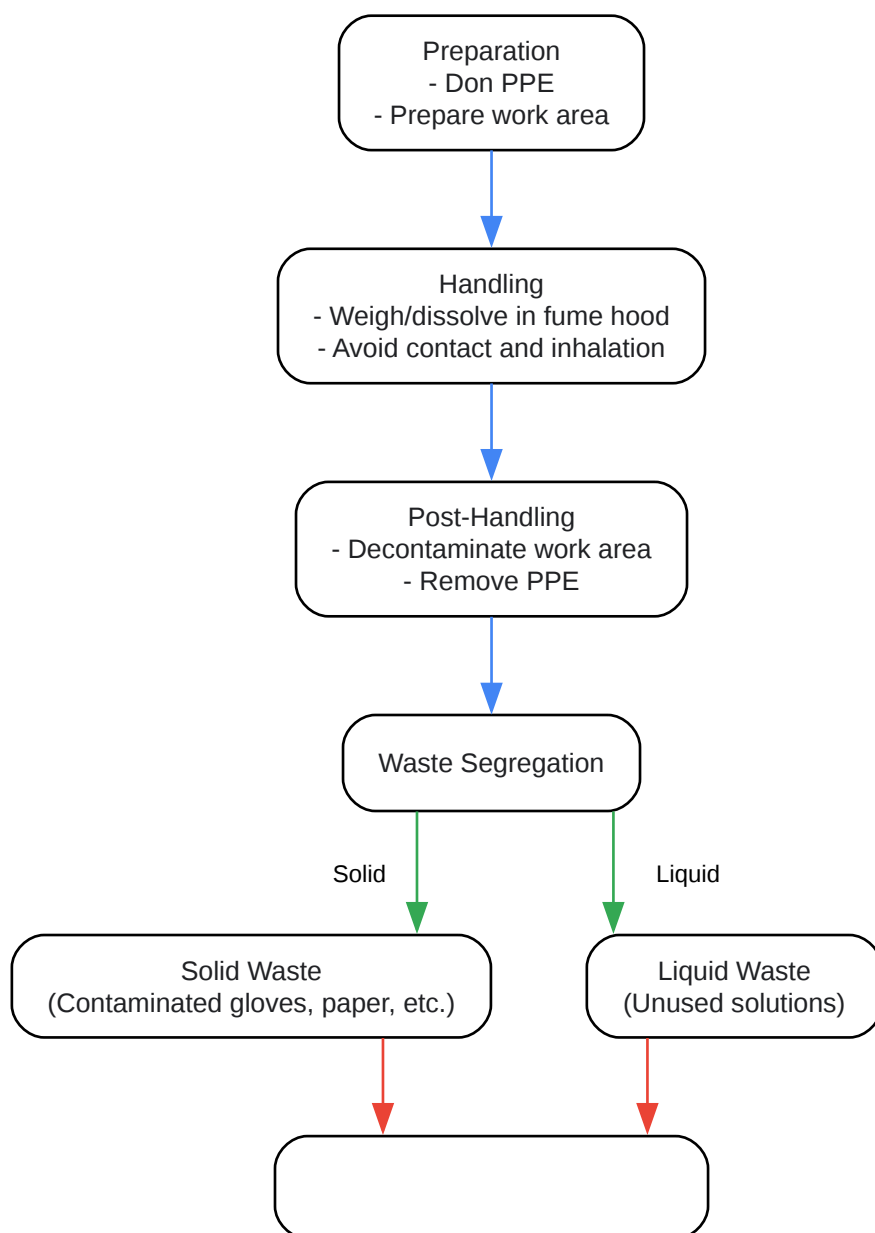 Preparation
- Don PPE
- Prepare work area
Handling
- Weigh/dissolve in fume hood
- Avoid contact and inhalation
Post-Handling
- Decontaminate work area
- Remove PPE
Waste Segregation
Solid
Liquid
Solid Waste
(Contaminated gloves, paper, etc.)
Liquid Waste
(Unused solutions)